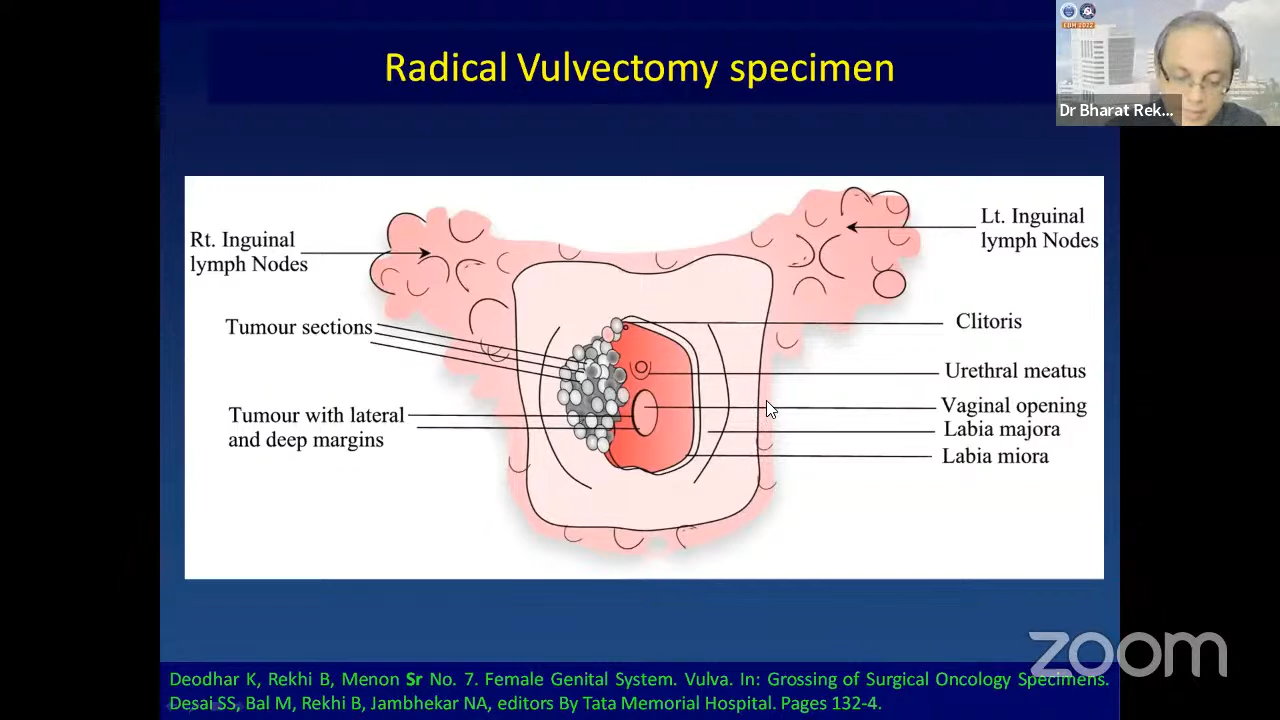 Radical Vulvectomy specimen
EBM 2022
Dr Bharat Rek...
Rt. Inguinal
lymph Nodes
Lt. Inguinal
lymph Nodes
Tumour sections
Clitoris
Urethral meatus
Tumour with lateral
and deep margins
Vaginal opening
Labia majora
Labia miora
zoom
Deodhar K, Rekhi B, Menon Sr No. 7. Female Genital System. Vulva. In: Grossing of Surgical Oncology Specimens.
Desai SS, Bal M, Rekhi B, Jambhekar NA, editors By Tata Memorial Hospital. Pages 132-4.